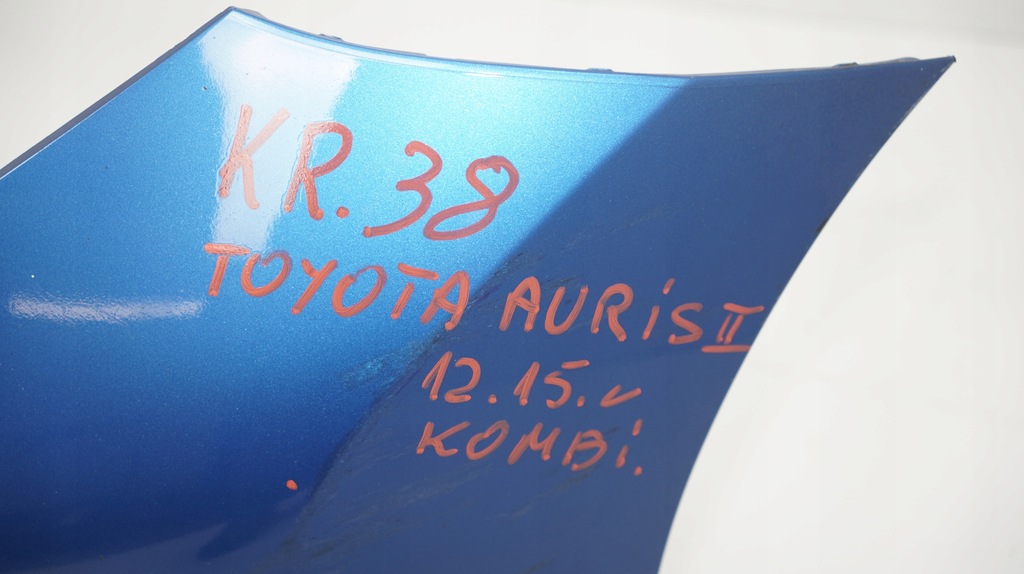 KR. 38
TOYOTA AURiS II
12.15.
KOMBi.